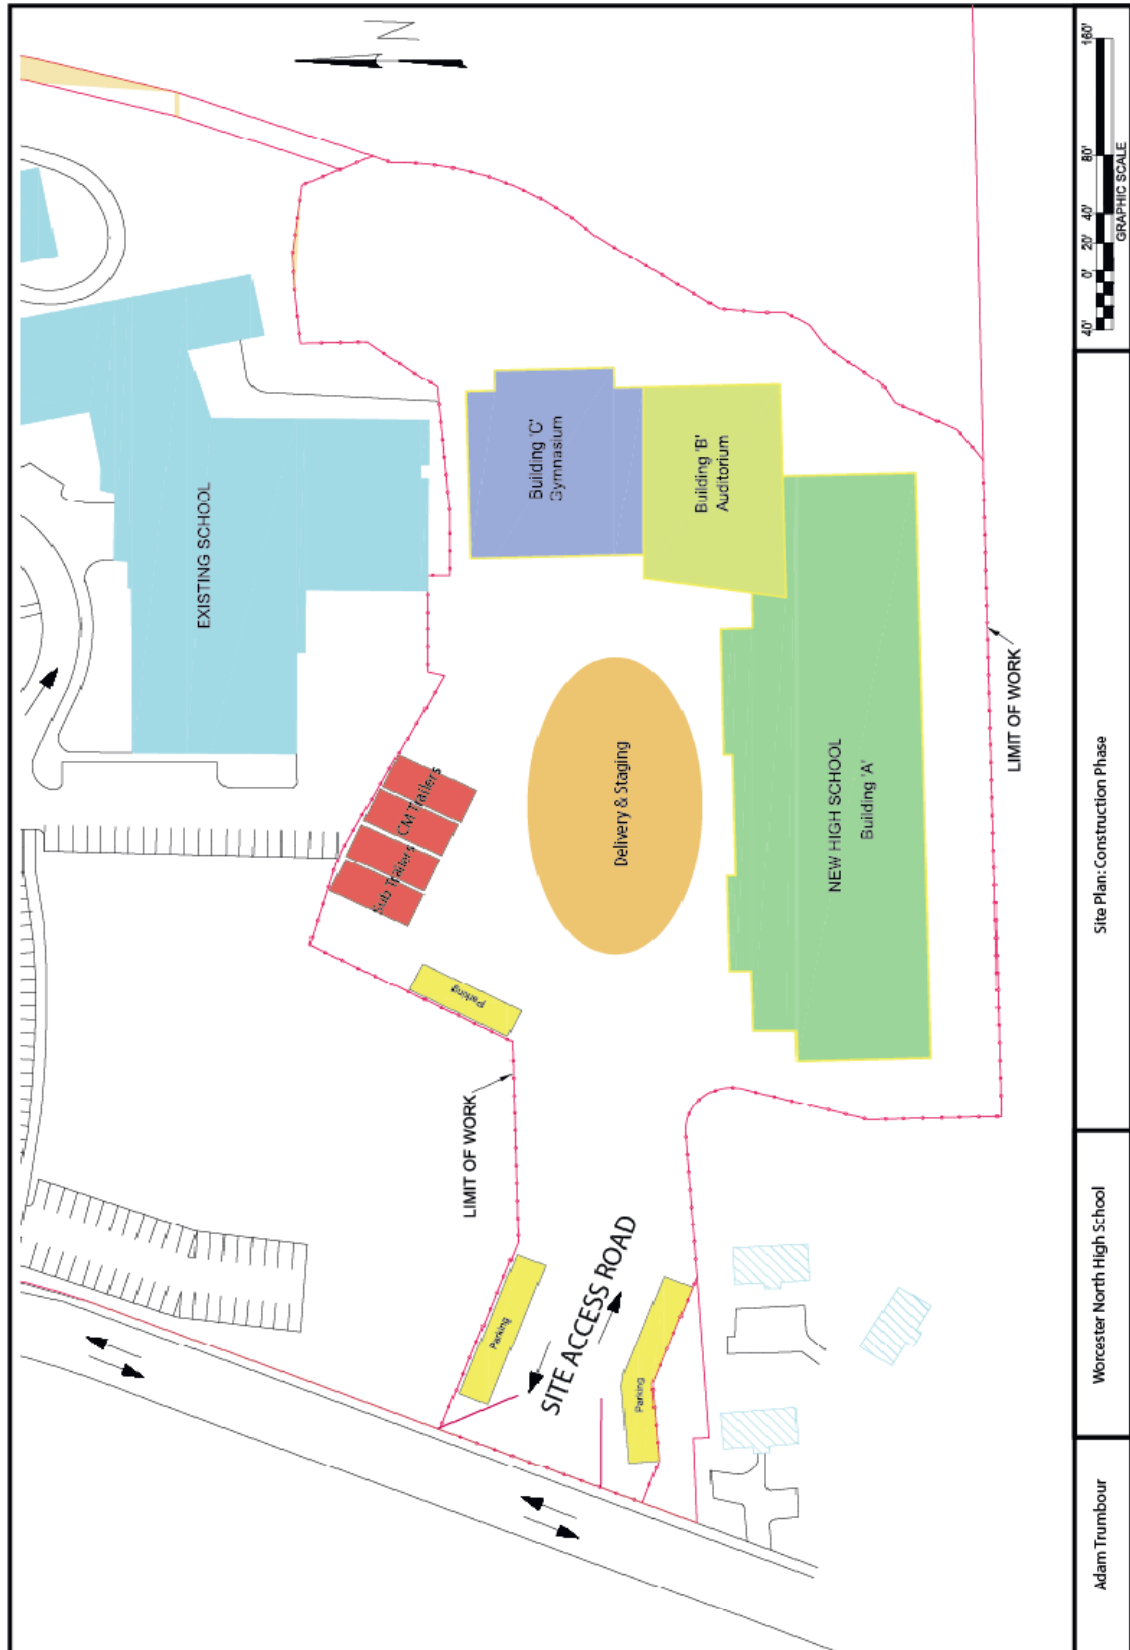 N
EXISTING SCHOOL
Building 'C'
Gymnasium
Building 'B'
Auditorium
CM Trailers
Sub Trailers
Delivery & Staging
NEW HIGH SCHOOL
Building 'A'
LIMIT OF WORK
Parking
LIMIT OF WORK
Parking
SITE ACCESS ROAD
Parking
40' 0' 20' 40' 80' 160'
GRAPHIC SCALE
Site Plan: Construction Phase
Worcester North High School
Adam Trumbour